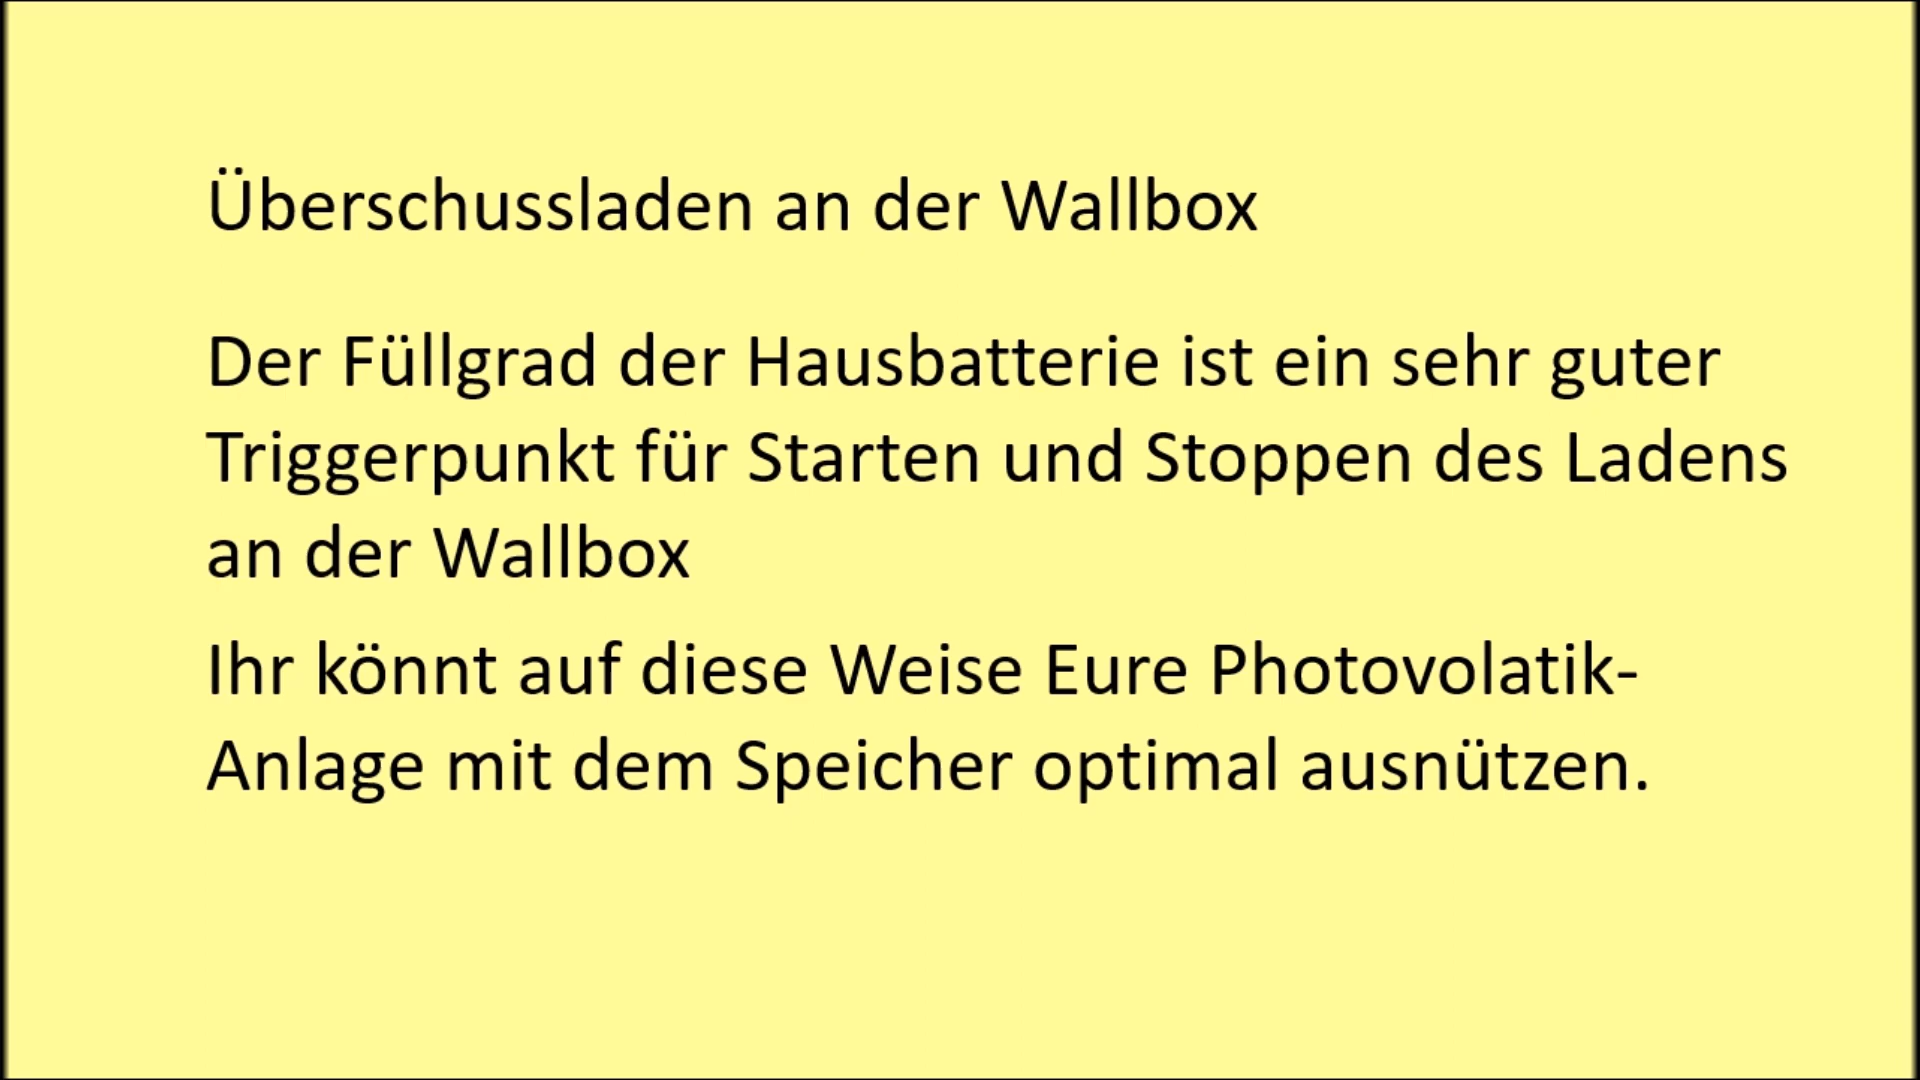 Überschussladen an der Wallbox
Der Füllgrad der Hausbatterie ist ein sehr guter
Triggerpunkt für Starten und Stoppen des Ladens
an der Wallbox
Ihr könnt auf diese Weise Eure Photovolatik-
Anlage mit dem Speicher optimal ausnützen.